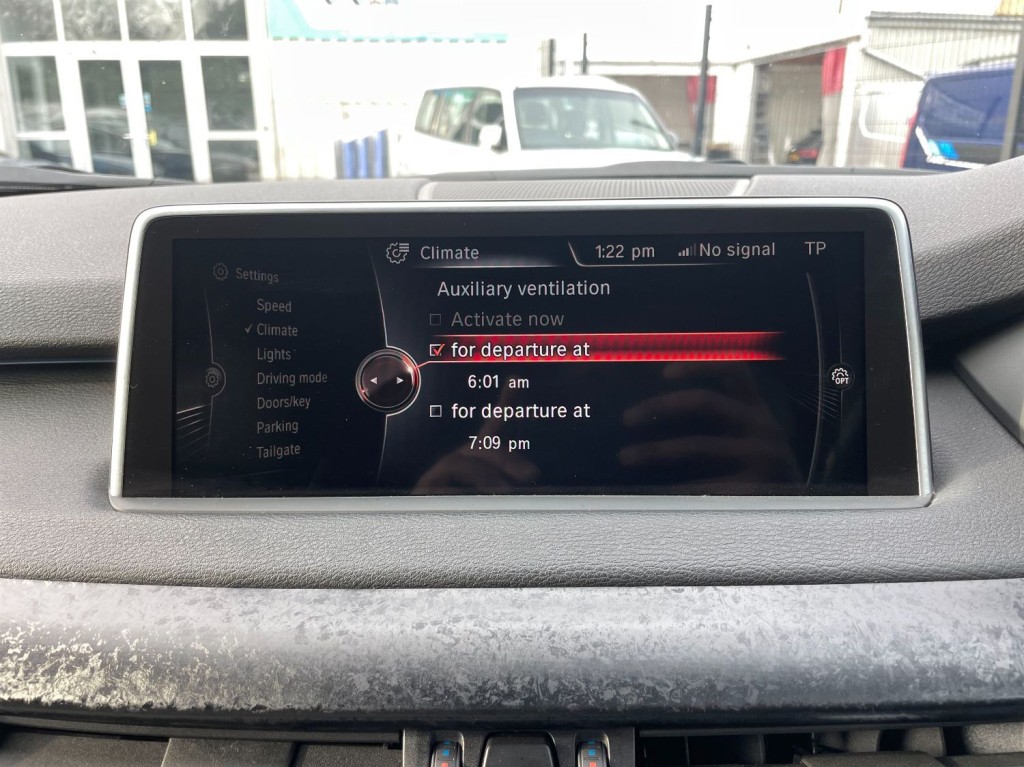 Climate
1:22 pm
No signal
TP
Settings
Speed
Climate
Lights
Driving mode
Doors/key
Parking
Tailgate
Auxiliary ventilation
Activate now
for departure at
6:01 am
for departure at
7:09 pm
OPT